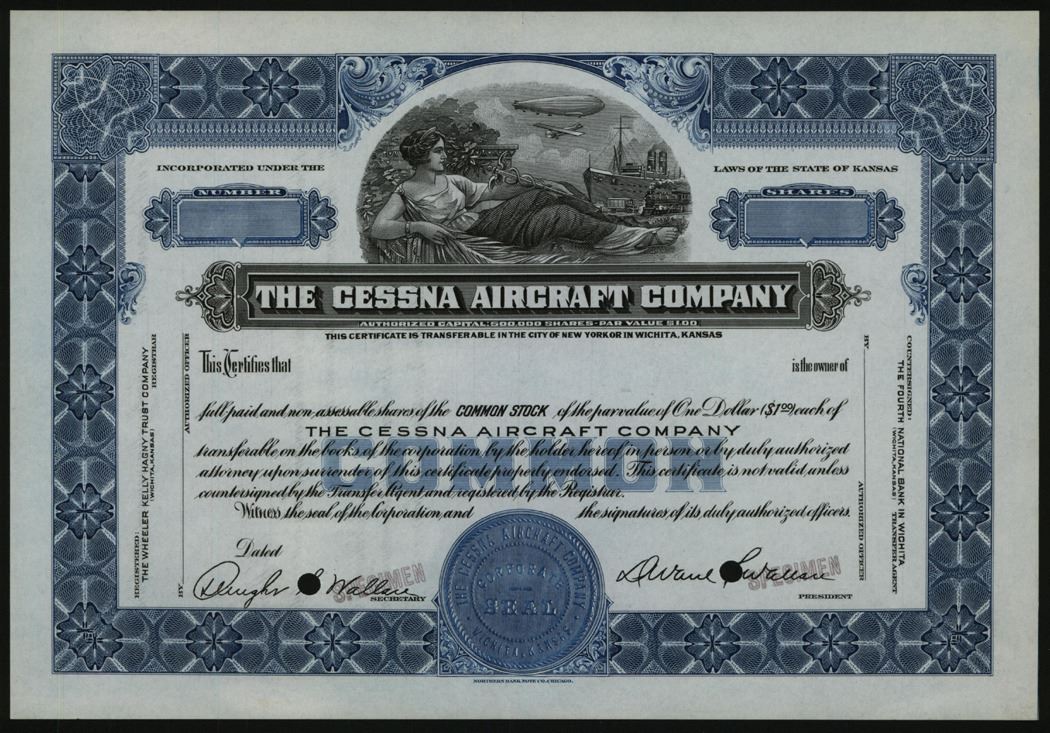 INCORPORATED UNDER THE
LAWS OF THE STATE OF KANSAS
NUMBER
SHARES
THE CESSNA AIRCRAFT COMPANY
AUTHORIZED CAPITAL: 500,000 SHARES - PAR VALUE $1.00
THIS CERTIFICATE IS TRANSFERABLE IN THE CITY OF NEW YORK OR IN WICHITA, KANSAS
This Certifies that
is the owner of
full paid and non-assessable shares of the COMMON STOCK of the par value of One Dollar ($1.00) each of
THE CESSNA AIRCRAFT COMPANY
COMMON
transferable on the books of the corporation by the holder hereof in person or by duly authorized
attorney upon surrender of this certificate properly endorsed. This certificate is not valid unless
countersigned by the Transfer Agent and registered by the Registrar.
Witness, the seal of the Corporation, and the signatures of its duly authorized officers.
Dated
SPECIMEN
SECRETARY
Wallace
SPECIMEN
PRESIDENT
Dwane Wallace
THE CESSNA AIRCRAFT COMPANY
CORPORATE
SEAL
WICHITA, KANSAS
REGISTERED:
THE WHEELER KELLY HAGNY TRUST COMPANY
(WICHITA, KANSAS)
REGISTRAR
BY
AUTHORIZED OFFICER
COUNTERSIGNED:
THE FOURTH NATIONAL BANK IN WICHITA
(WICHITA, KANSAS)
TRANSFER AGENT
BY
AUTHORIZED OFFICER
NORTHERN BANK NOTE CO. CHICAGO.